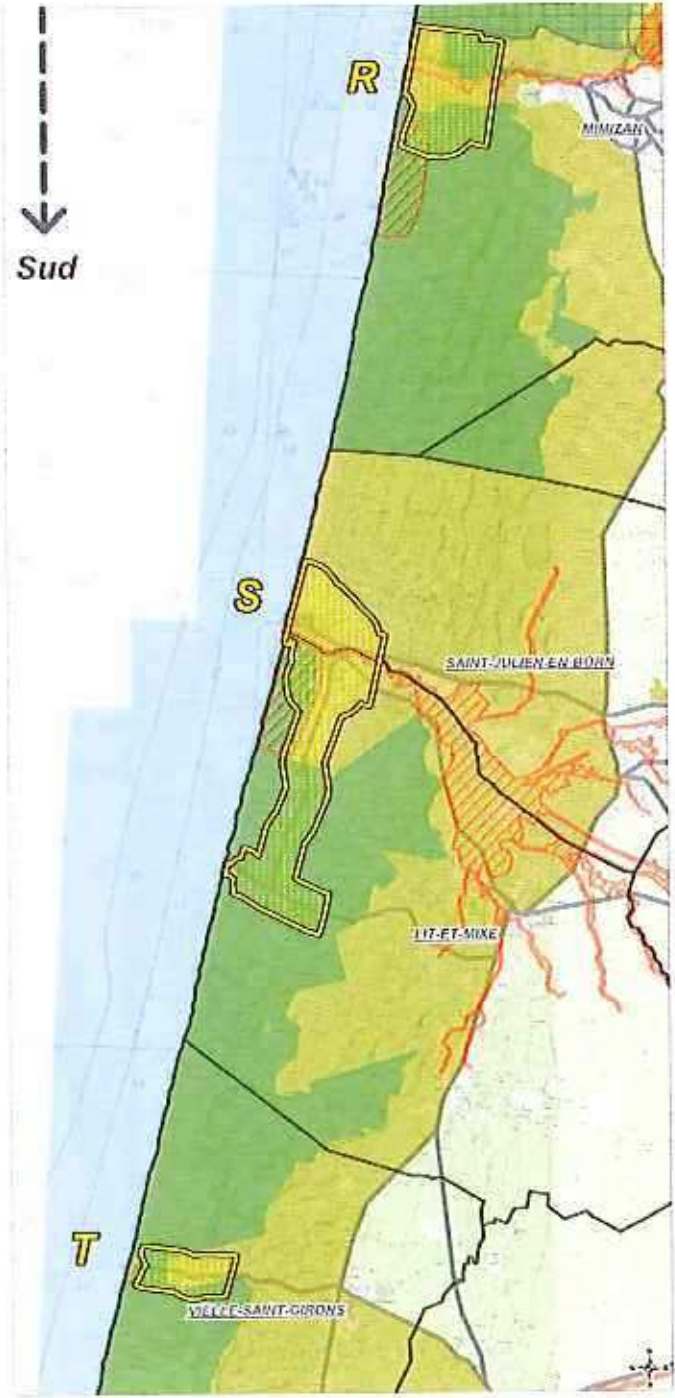 R
MIMIZAN
Sud
S
SAINT-JULIEN-EN-BORN
LIT-ET-MIXE
T
VIELLE-SAINT-GIRONS